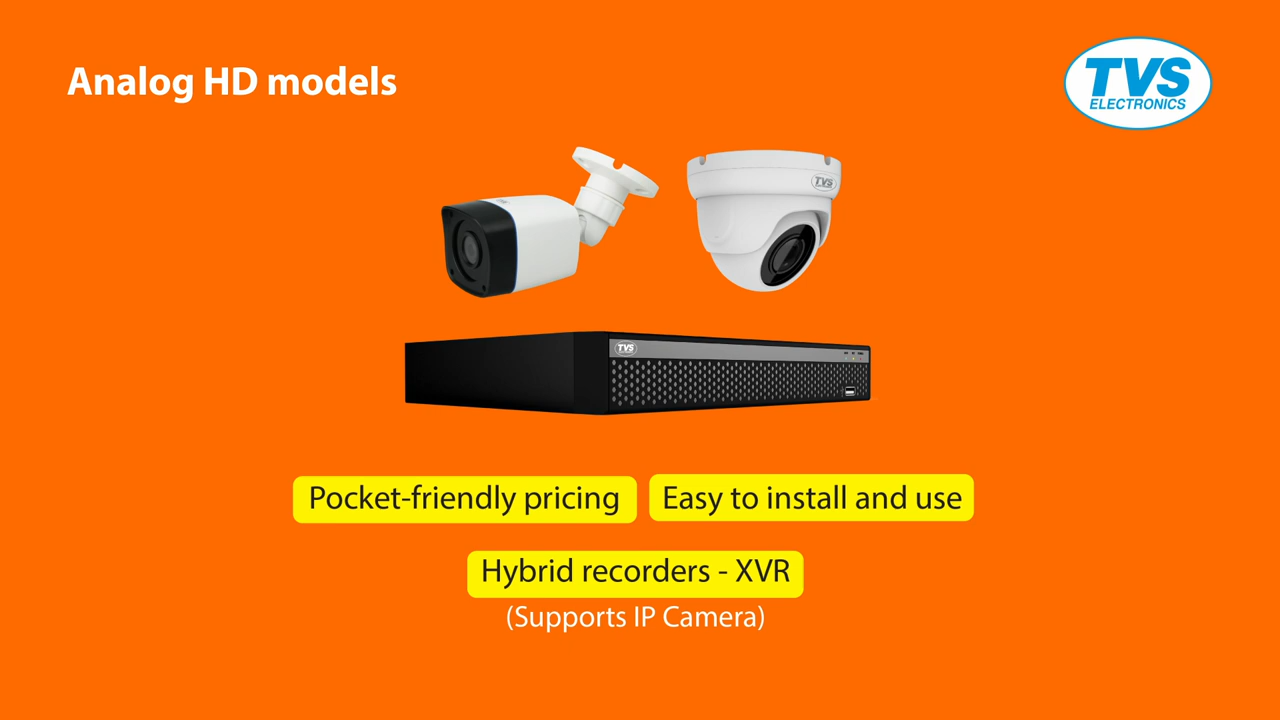 Analog HD models
TVS
ELECTRONICS
TVS
TVS
Pocket-friendly pricing
Easy to install and use
Hybrid recorders - XVR
(Supports IP Camera)